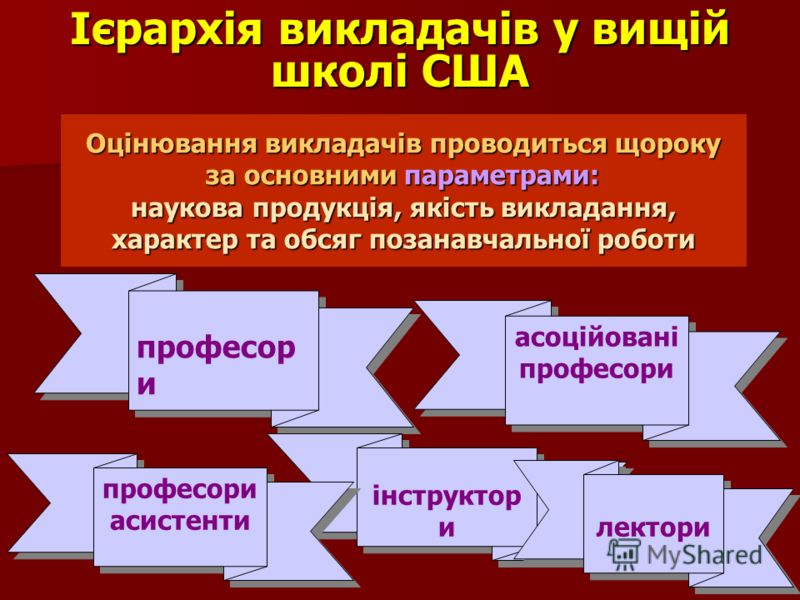 Ієрархія викладачів у вищій
школі США
Оцінювання викладачів проводиться щороку
за основними параметрами:
наукова продукція, якість викладання,
характер та обсяг позанавчальної роботи
професор
и
асоційовані
професори
професори
асистенти
інструктор
и
лектори
MyShared